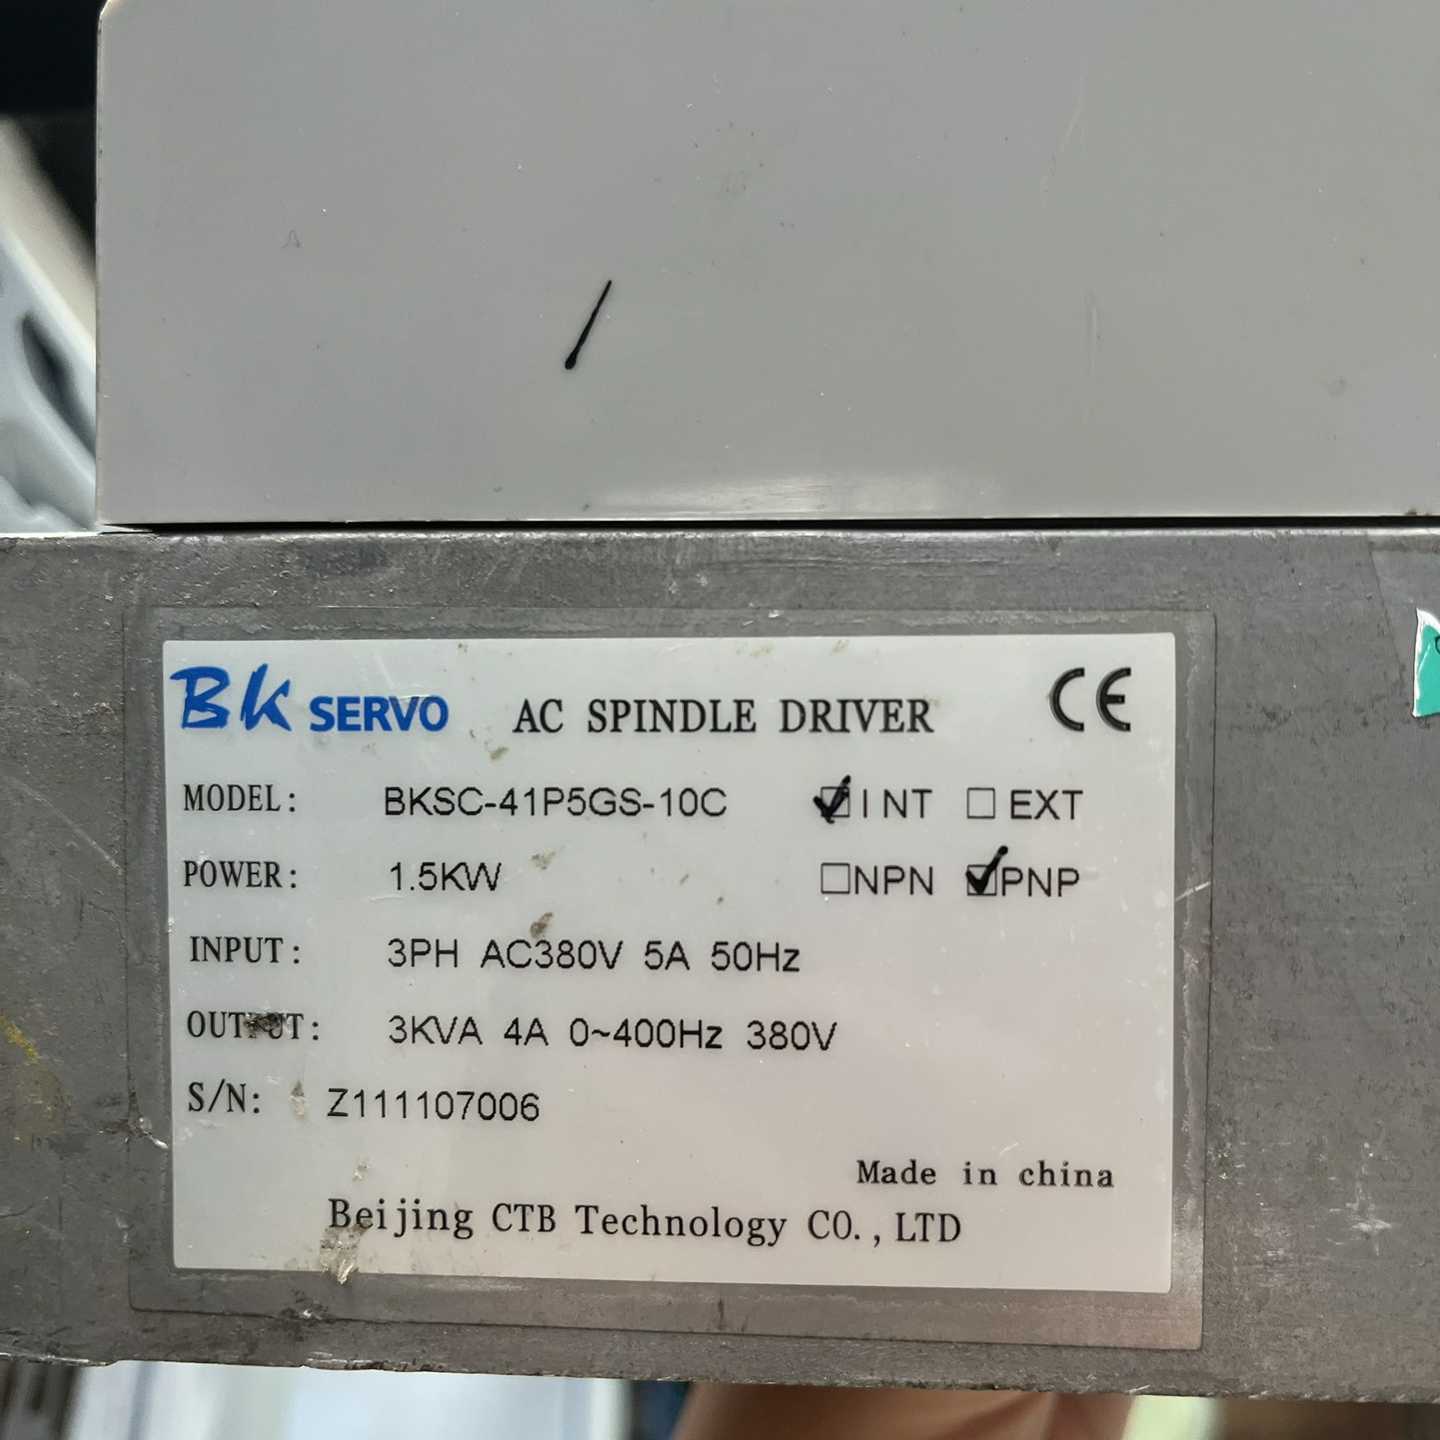 BK SERVO AC SPINDLE DRIVER CE
MODEL: BKSC-41P5GS-10C ☑INT □EXT
POWER: 1.5KW □NPN ☑PNP
INPUT: 3PH AC380V 5A 50Hz
OUTPUT: 3KVA 4A 0~400Hz 380V
S/N: Z111107006
Made in china
Beijing CTB Technology CO.,LTD